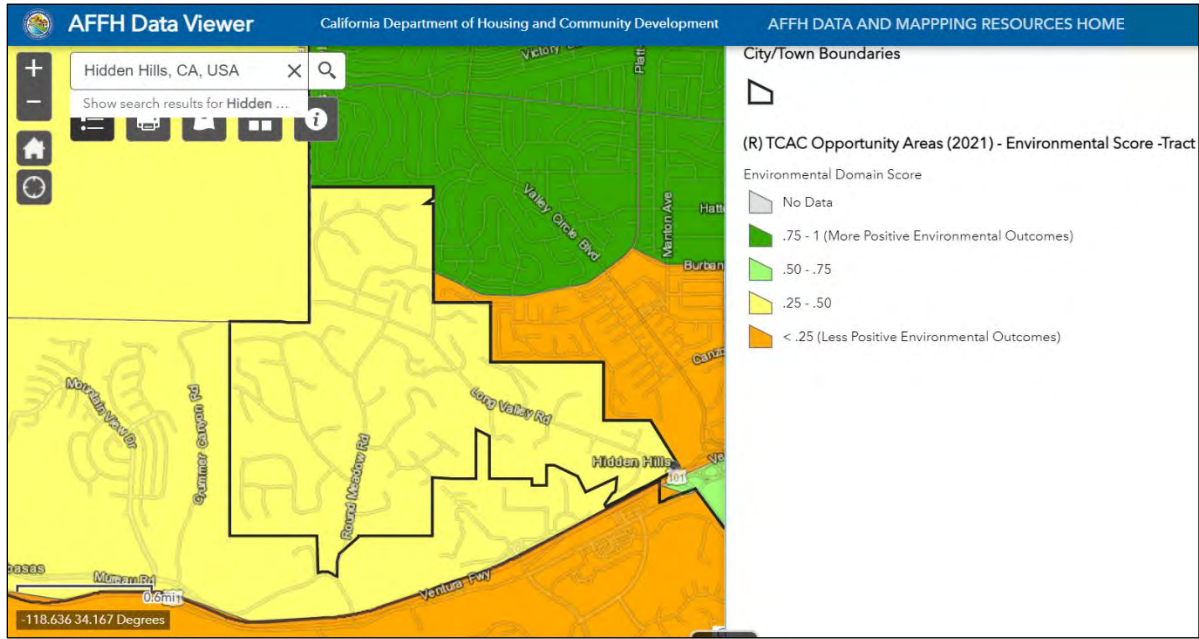 AFFH Data Viewer
California Department of Housing and Community Development
AFFH DATA AND MAPPPING RESOURCES HOME
+
−
Hidden Hills, CA, USA
Show search results for Hidden ...
Valley Circle Blvd
Manton Ave
Long Valley Rd
Mountain View Dr
Crummer Canyon Rd
Round Meadow Rd
Hidden Hills
101
Mureau Rd
Ventura Fwy
0.6mi
-118.636 34.167 Degrees
City/Town Boundaries
(R) TCAC Opportunity Areas (2021) - Environmental Score -Tract
Environmental Domain Score
No Data
.75 - 1 (More Positive Environmental Outcomes)
.50 - .75
.25 - .50
< .25 (Less Positive Environmental Outcomes)